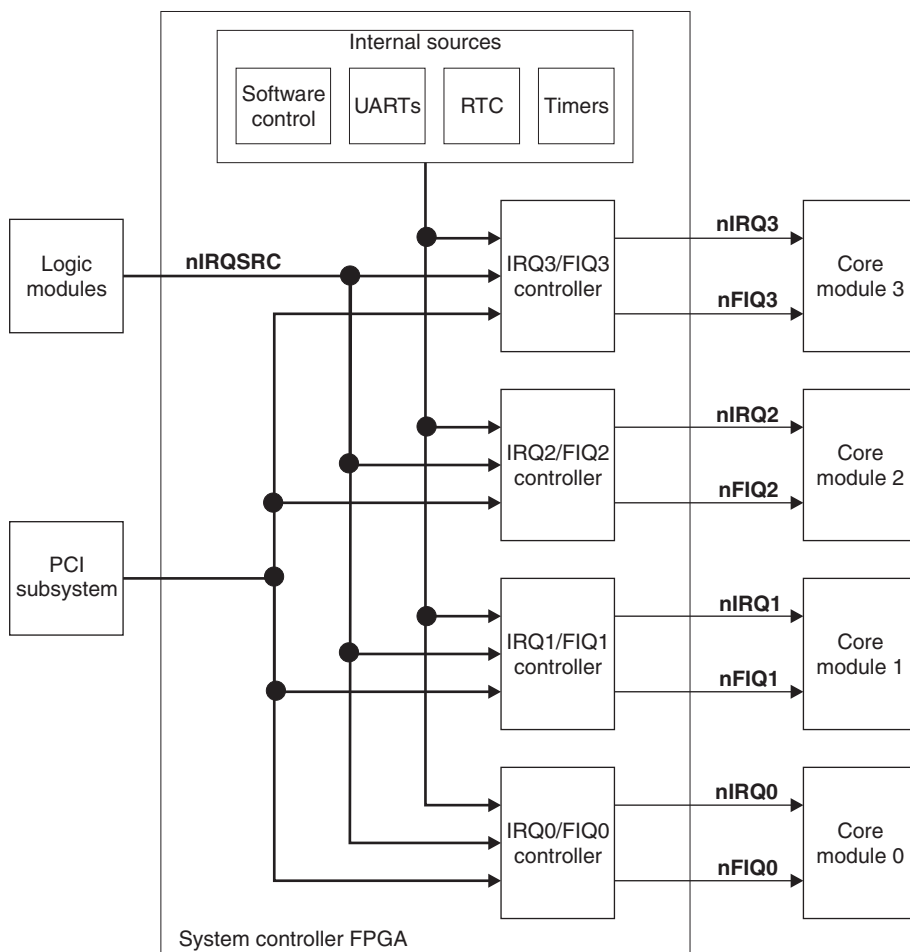 Internal sources
Software
control
UARTs
RTC
Timers
Logic
modules
nIRQSRC
IRQ3/FIQ3
controller
nIRQ3
nFIQ3
Core
module 3
IRQ2/FIQ2
controller
nIRQ2
nFIQ2
Core
module 2
PCI
subsystem
IRQ1/FIQ1
controller
nIRQ1
nFIQ1
Core
module 1
IRQ0/FIQ0
controller
nIRQ0
nFIQ0
Core
module 0
System controller FPGA